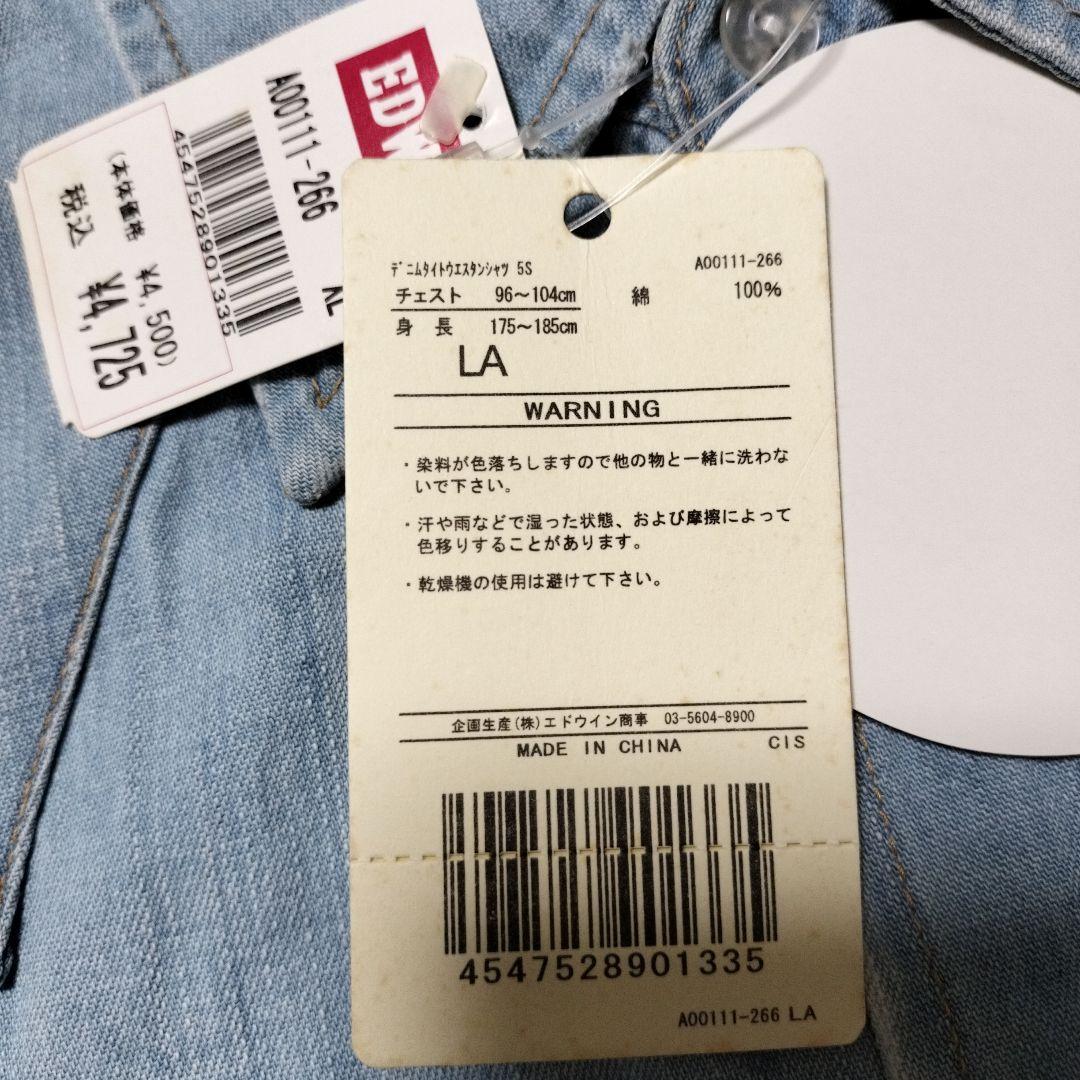 EDW
A00111-266
AL
4547528901335
(本体価格 ¥4,500)
税込 ¥4,725
デニムタイトウエスタンシャツ 5S A00111-266
チェスト 96~104cm 綿 100%
身長 175~185cm
LA
WARNING
・染料が色落ちしますので他の物と一緒に洗わな
いで下さい。
・汗や雨などで湿った状態、および摩擦によって
色移りすることがあります。
・乾燥機の使用は避けて下さい。
企画生産(株)エドウイン商事 03-5604-8900
MADE IN CHINA CIS
4547528901335
A00111-266 LA